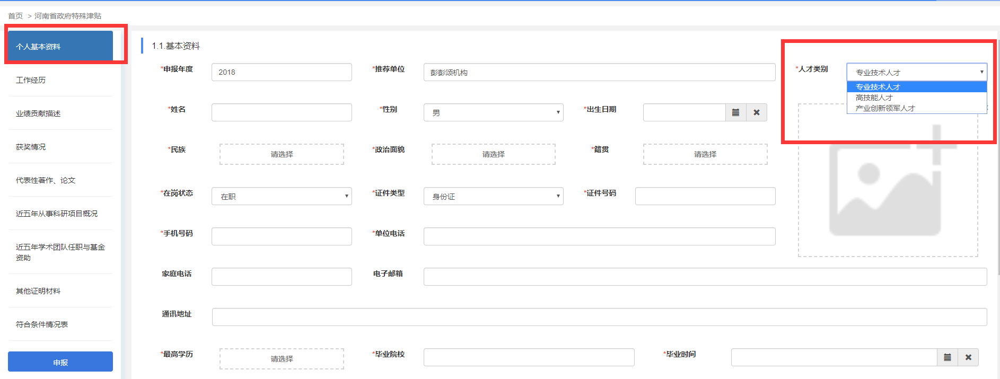 首页 > 河南省政府特殊津贴
个人基本资料
工作经历
业绩贡献描述
获奖情况
代表性著作、论文
近五年从事科研项目概况
近五年学术团队任职与基金
资助
其他证明材料
符合条件情况表
申报
1.1.基本资料
*申报年度 2018 *推荐单位 彭彭颂机构 *人才类别 专业技术人才
专业技术人才
高技能人才
产业创新领军人才
*姓名 *性别 男 *出生日期
*民族 请选择 *政治面貌 请选择 *籍贯 请选择
*在岗状态 在职 *证件类型 身份证 *证件号码
*手机号码 *单位电话
家庭电话 电子邮箱
通讯地址
*最高学历 请选择 *毕业院校 *毕业时间